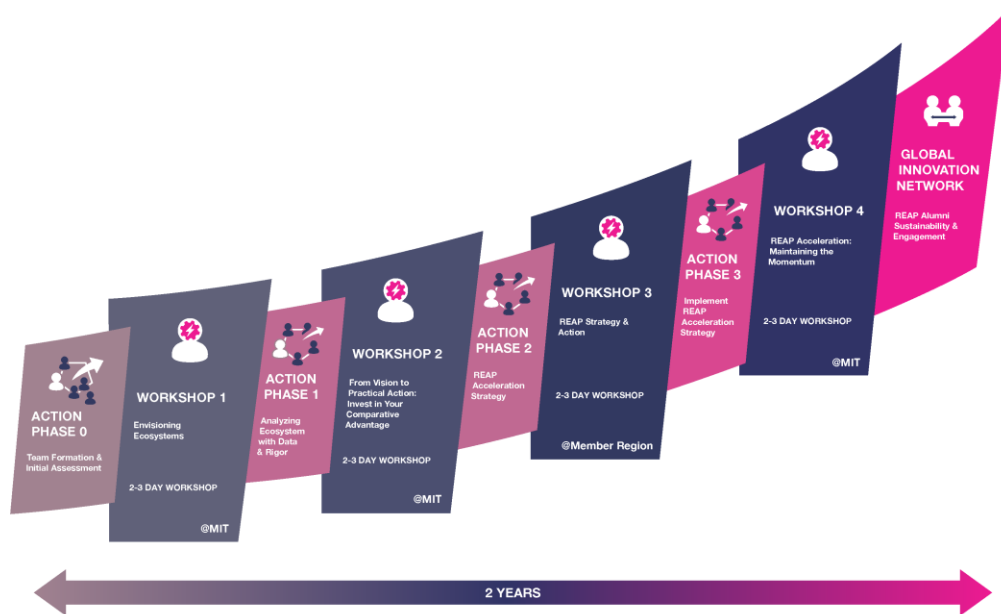 ACTION
PHASE 0
Team Formation &
Initial Assessment
WORKSHOP 1
Envisioning
Ecosystems
2-3 DAY WORKSHOP
@MIT
ACTION
PHASE 1
Analyzing
Ecosystem
with Data
& Rigor
WORKSHOP 2
From Vision to
Practical Action:
Invest in Your
Comparative
Advantage
2-3 DAY WORKSHOP
@MIT
ACTION
PHASE 2
REAP
Acceleration
Strategy
WORKSHOP 3
REAP Strategy &
Action
2-3 DAY WORKSHOP
@Member Region
ACTION
PHASE 3
Implement
REAP
Acceleration
Strategy
WORKSHOP 4
REAP Acceleration:
Maintaining the
Momentum
2-3 DAY WORKSHOP
@MIT
GLOBAL
INNOVATION
NETWORK
REAP Alumni
Sustainability &
Engagement
2 YEARS